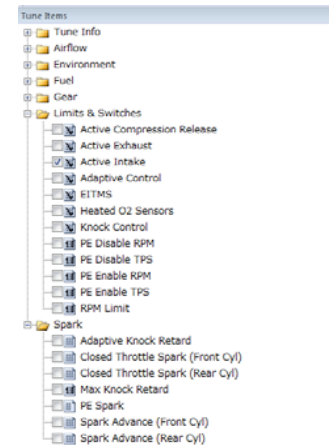 Tune Items
Tune Info
Airflow
Environment
Fuel
Gear
Limits & Switches
Active Compression Release
Active Exhaust
Active Intake
Adaptive Control
EITMS
Heated O2 Sensors
Knock Control
PE Disable RPM
PE Disable TPS
PE Enable RPM
PE Enable TPS
RPM Limit
Spark
Adaptive Knock Retard
Closed Throttle Spark (Front Cyl)
Closed Throttle Spark (Rear Cyl)
Max Knock Retard
PE Spark
Spark Advance (Front Cyl)
Spark Advance (Rear Cyl)